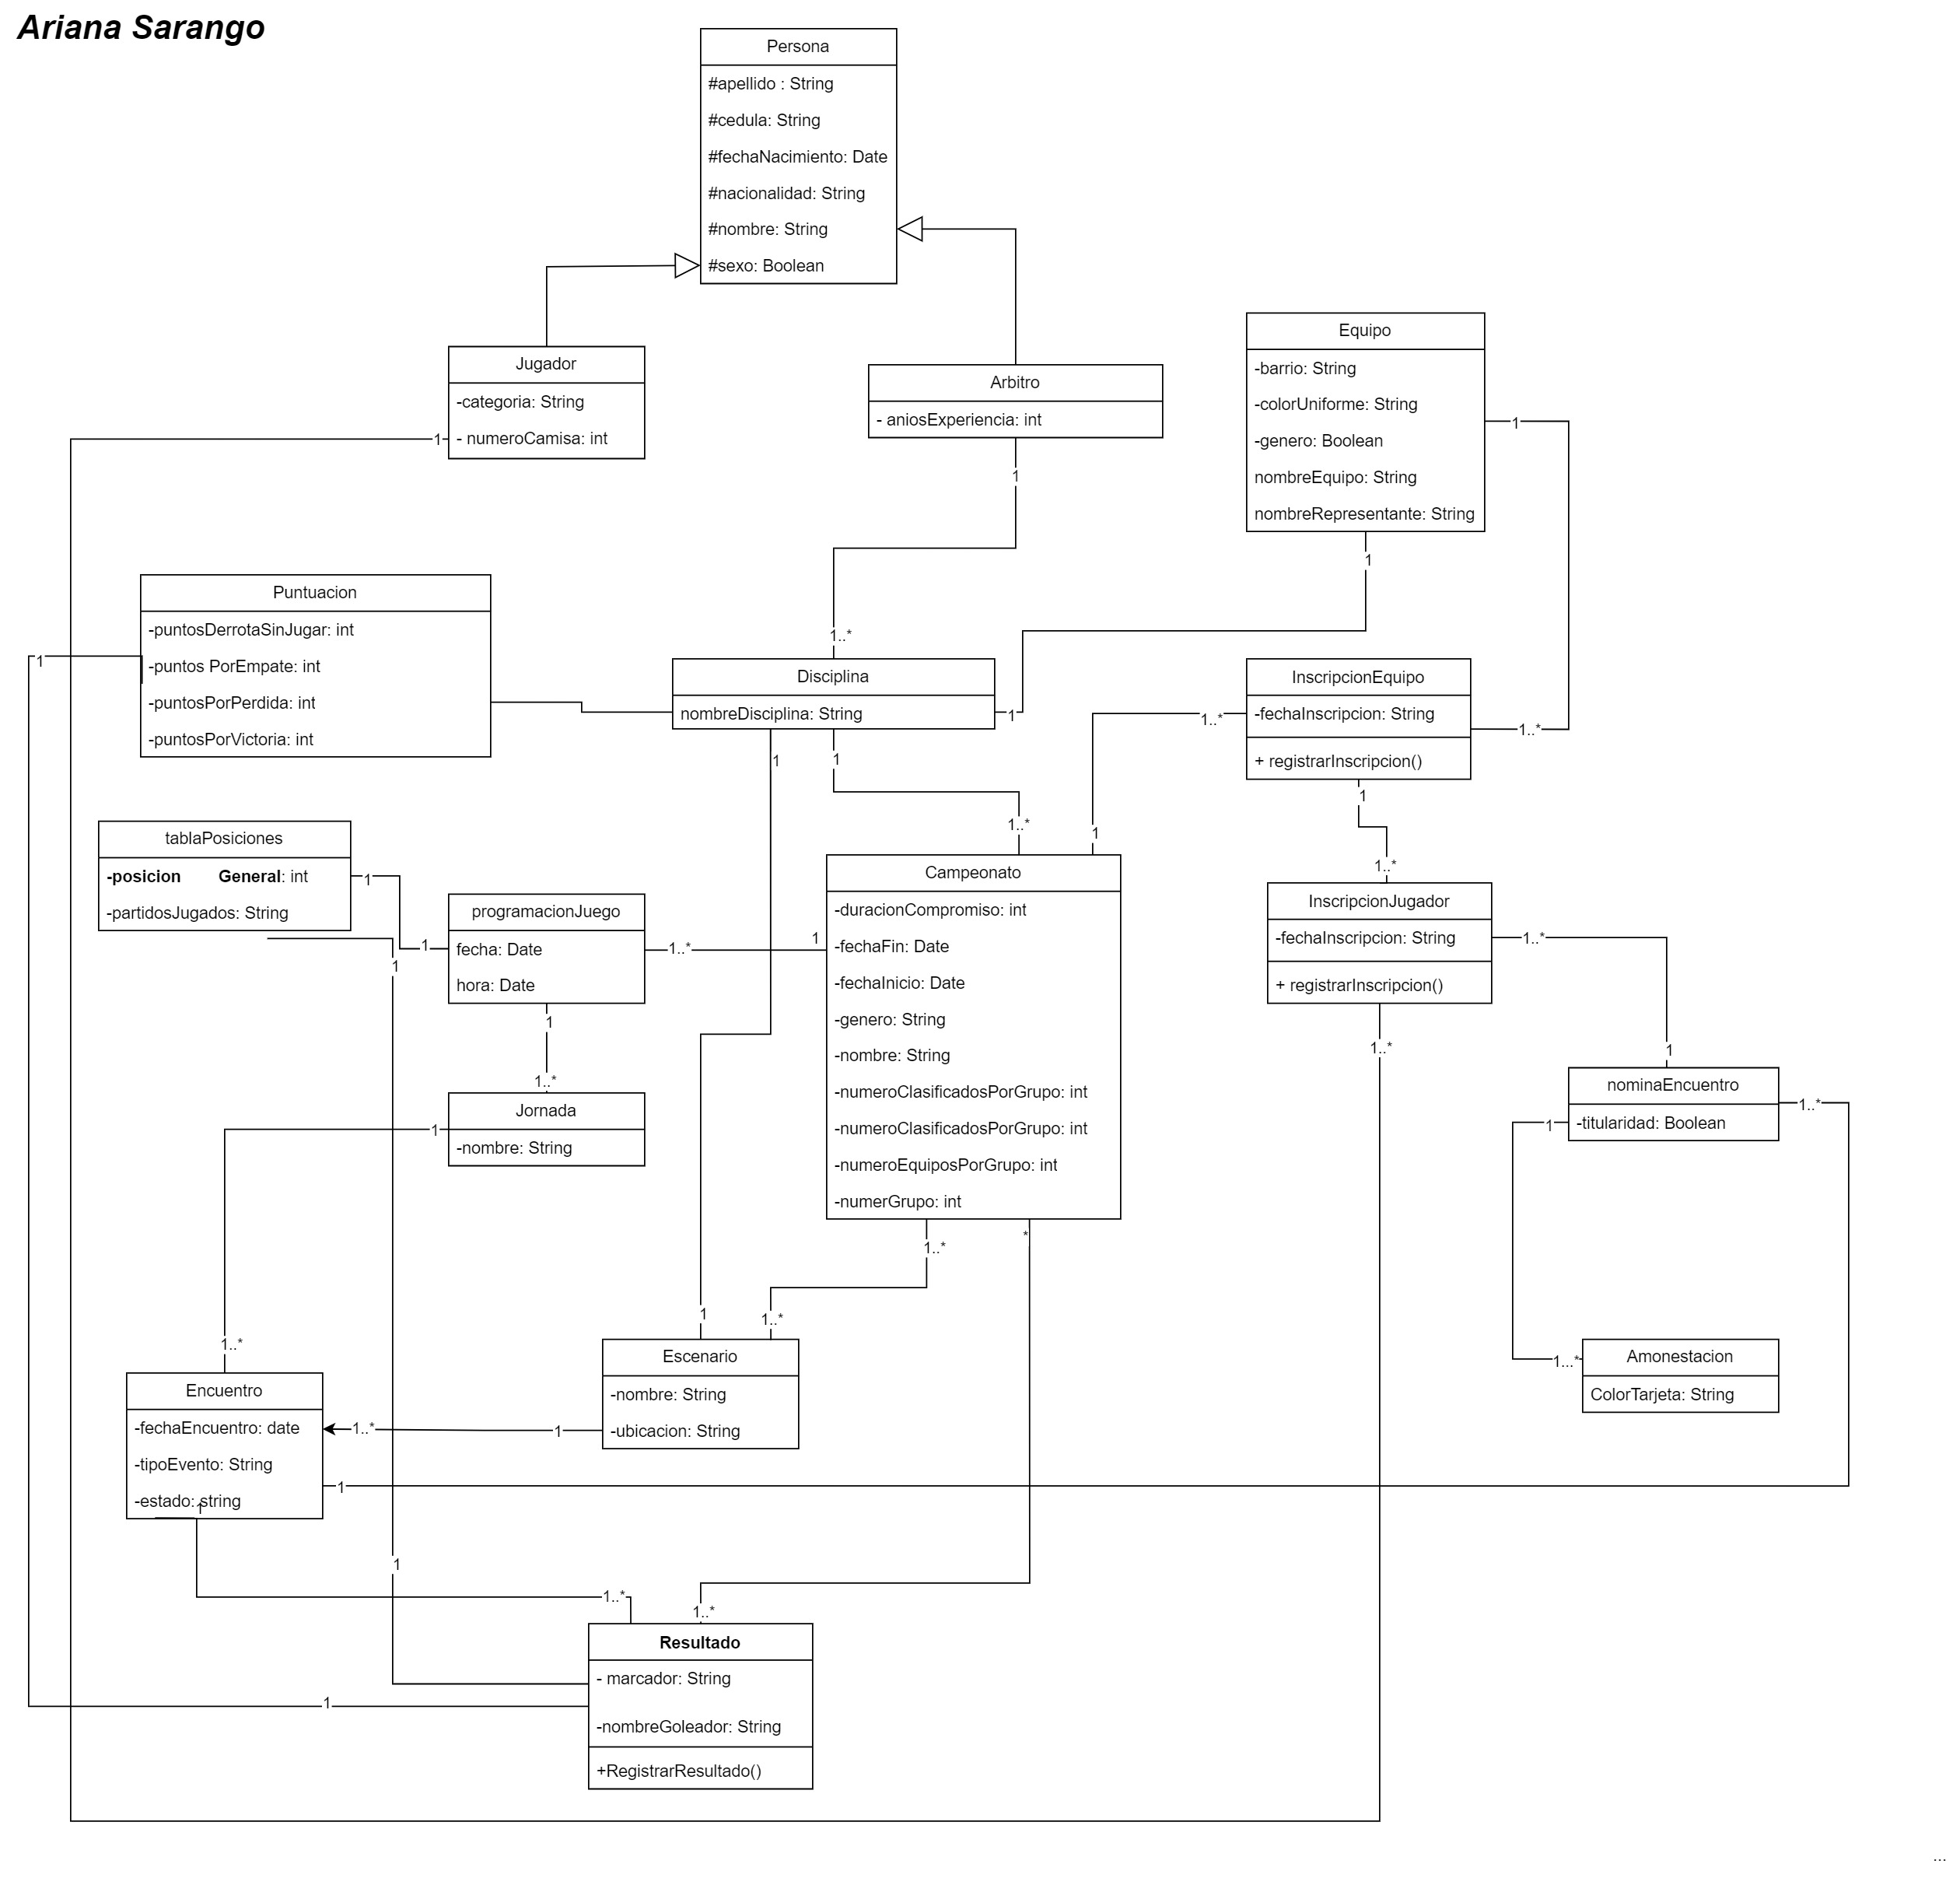 Ariana Sarango
Persona
#apellido : String
#cedula: String
#fechaNacimiento: Date
#nacionalidad: String
#nombre: String
#sexo: Boolean
Jugador
-categoria: String
- numeroCamisa: int
1
Arbitro
- aniosExperiencia: int
1
Equipo
-barrio: String
-colorUniforme: String
-genero: Boolean
nombreEquipo: String
nombreRepresentante: String
1
1
Puntuacion
-puntosDerrotaSinJugar: int
-puntos PorEmpate: int
-puntosPorPerdida: int
-puntosPorVictoria: int
1
1..*
Disciplina
nombreDisciplina: String
1
1
1
InscripcionEquipo
-fechaInscripcion: String
+ registrarInscripcion()
1..*
1..*
1
1
1..*
1..*
tablaPosiciones
-posicion General: int
-partidosJugados: String
1
1
1
programacionJuego
fecha: Date
hora: Date
1..*
1
1
1..*
Campeonato
-duracionCompromiso: int
-fechaFin: Date
-fechaInicio: Date
-genero: String
-nombre: String
-numeroClasificadosPorGrupo: int
-numeroClasificadosPorGrupo: int
-numeroEquiposPorGrupo: int
-numerGrupo: int
1..*
*
InscripcionJugador
-fechaInscripcion: String
+ registrarInscripcion()
1..*
1..*
1
nominaEncuentro
-titularidad: Boolean
1..*
1
Jornada
-nombre: String
1
1..*
1
1..*
Escenario
-nombre: String
-ubicacion: String
1..*
1
1...*
Amonestacion
ColorTarjeta: String
Encuentro
-fechaEncuentro: date
-tipoEvento: String
-estado: string
1
1
1
1..*
1..*
Resultado
- marcador: String
-nombreGoleador: String
+RegistrarResultado()
1
...